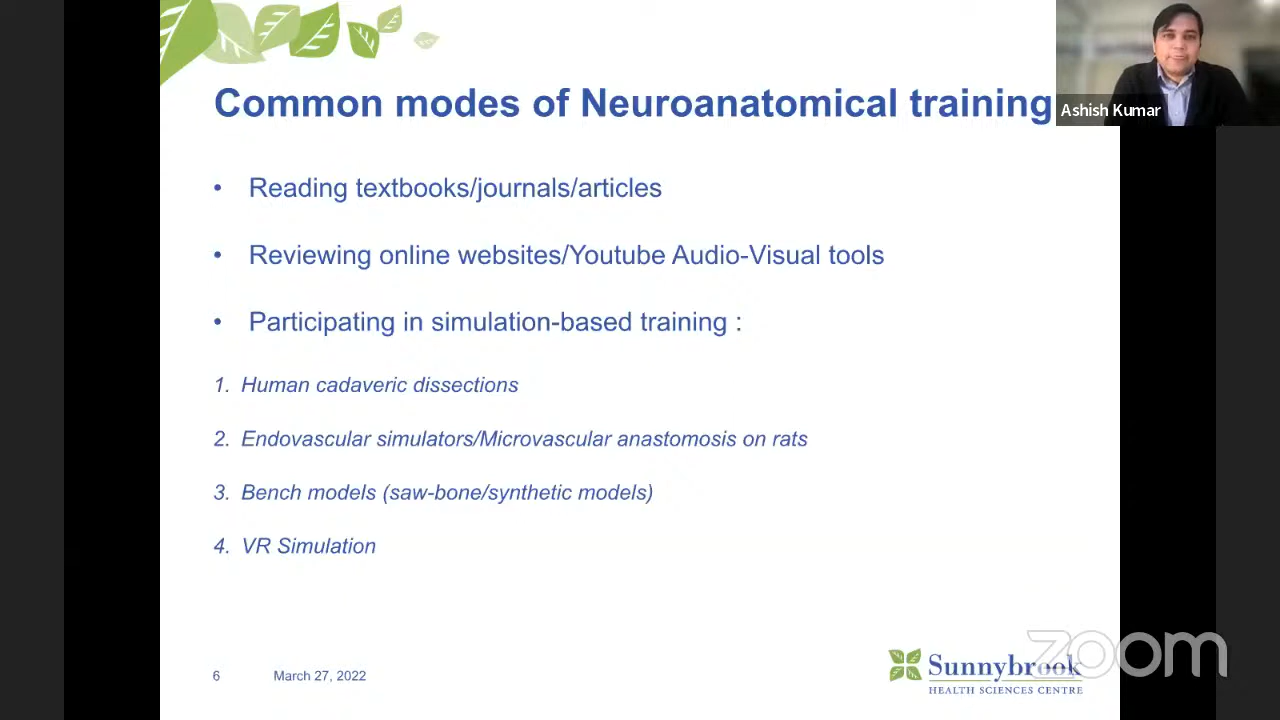 Common modes of Neuroanatomical training
Ashish Kumar
• Reading textbooks/journals/articles
• Reviewing online websites/Youtube Audio-Visual tools
• Participating in simulation-based training :
1. Human cadaveric dissections
2. Endovascular simulators/Microvascular anastomosis on rats
3. Bench models (saw-bone/synthetic models)
4. VR Simulation
6 March 27, 2022
Sunnybrook
HEALTH SCIENCES CENTRE
zoom